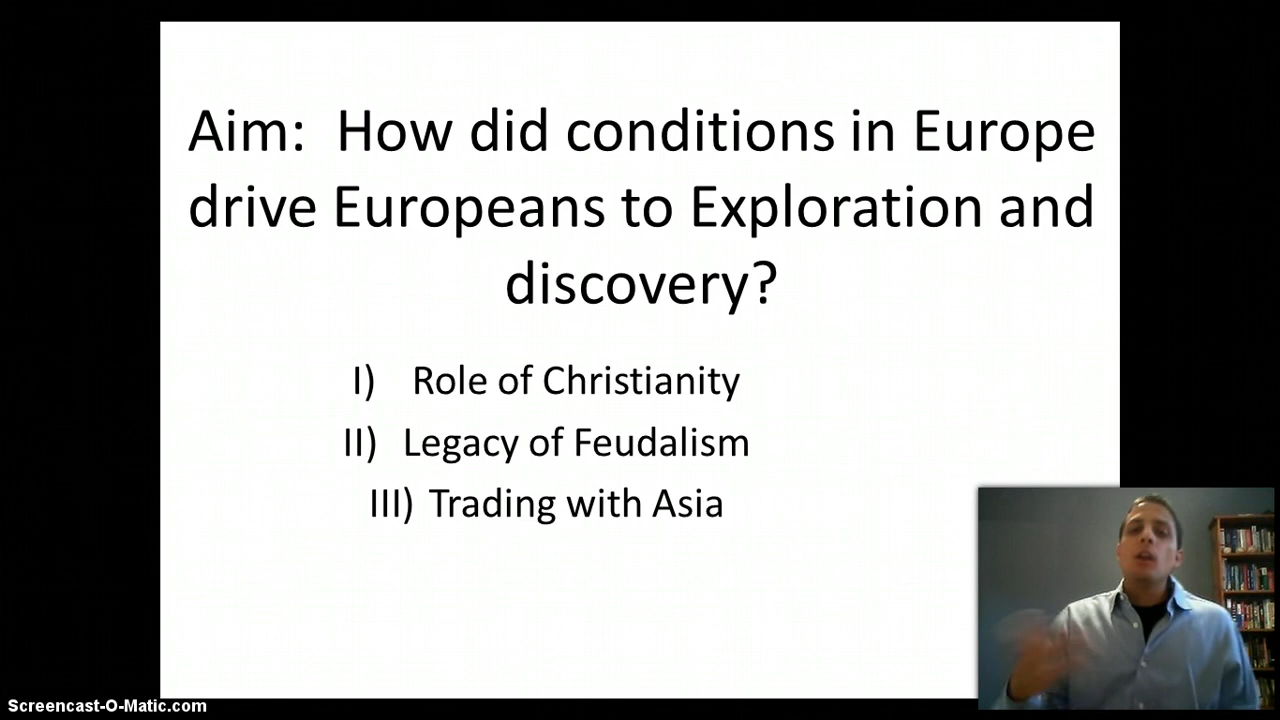 Aim:  How did conditions in Europe
drive Europeans to Exploration and
discovery?
I)   Role of Christianity
II)  Legacy of Feudalism
III) Trading with Asia
Screencast-O-Matic.com